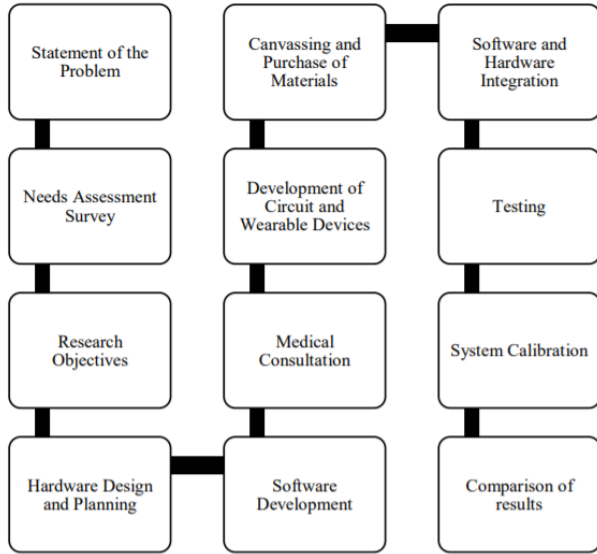 Statement of the
Problem
Needs Assessment
Survey
Research
Objectives
Hardware Design
and Planning
Software
Development
Medical
Consultation
Development of
Circuit and
Wearable Devices
Canvassing and
Purchase of
Materials
Software and
Hardware
Integration
Testing
System Calibration
Comparison of
results